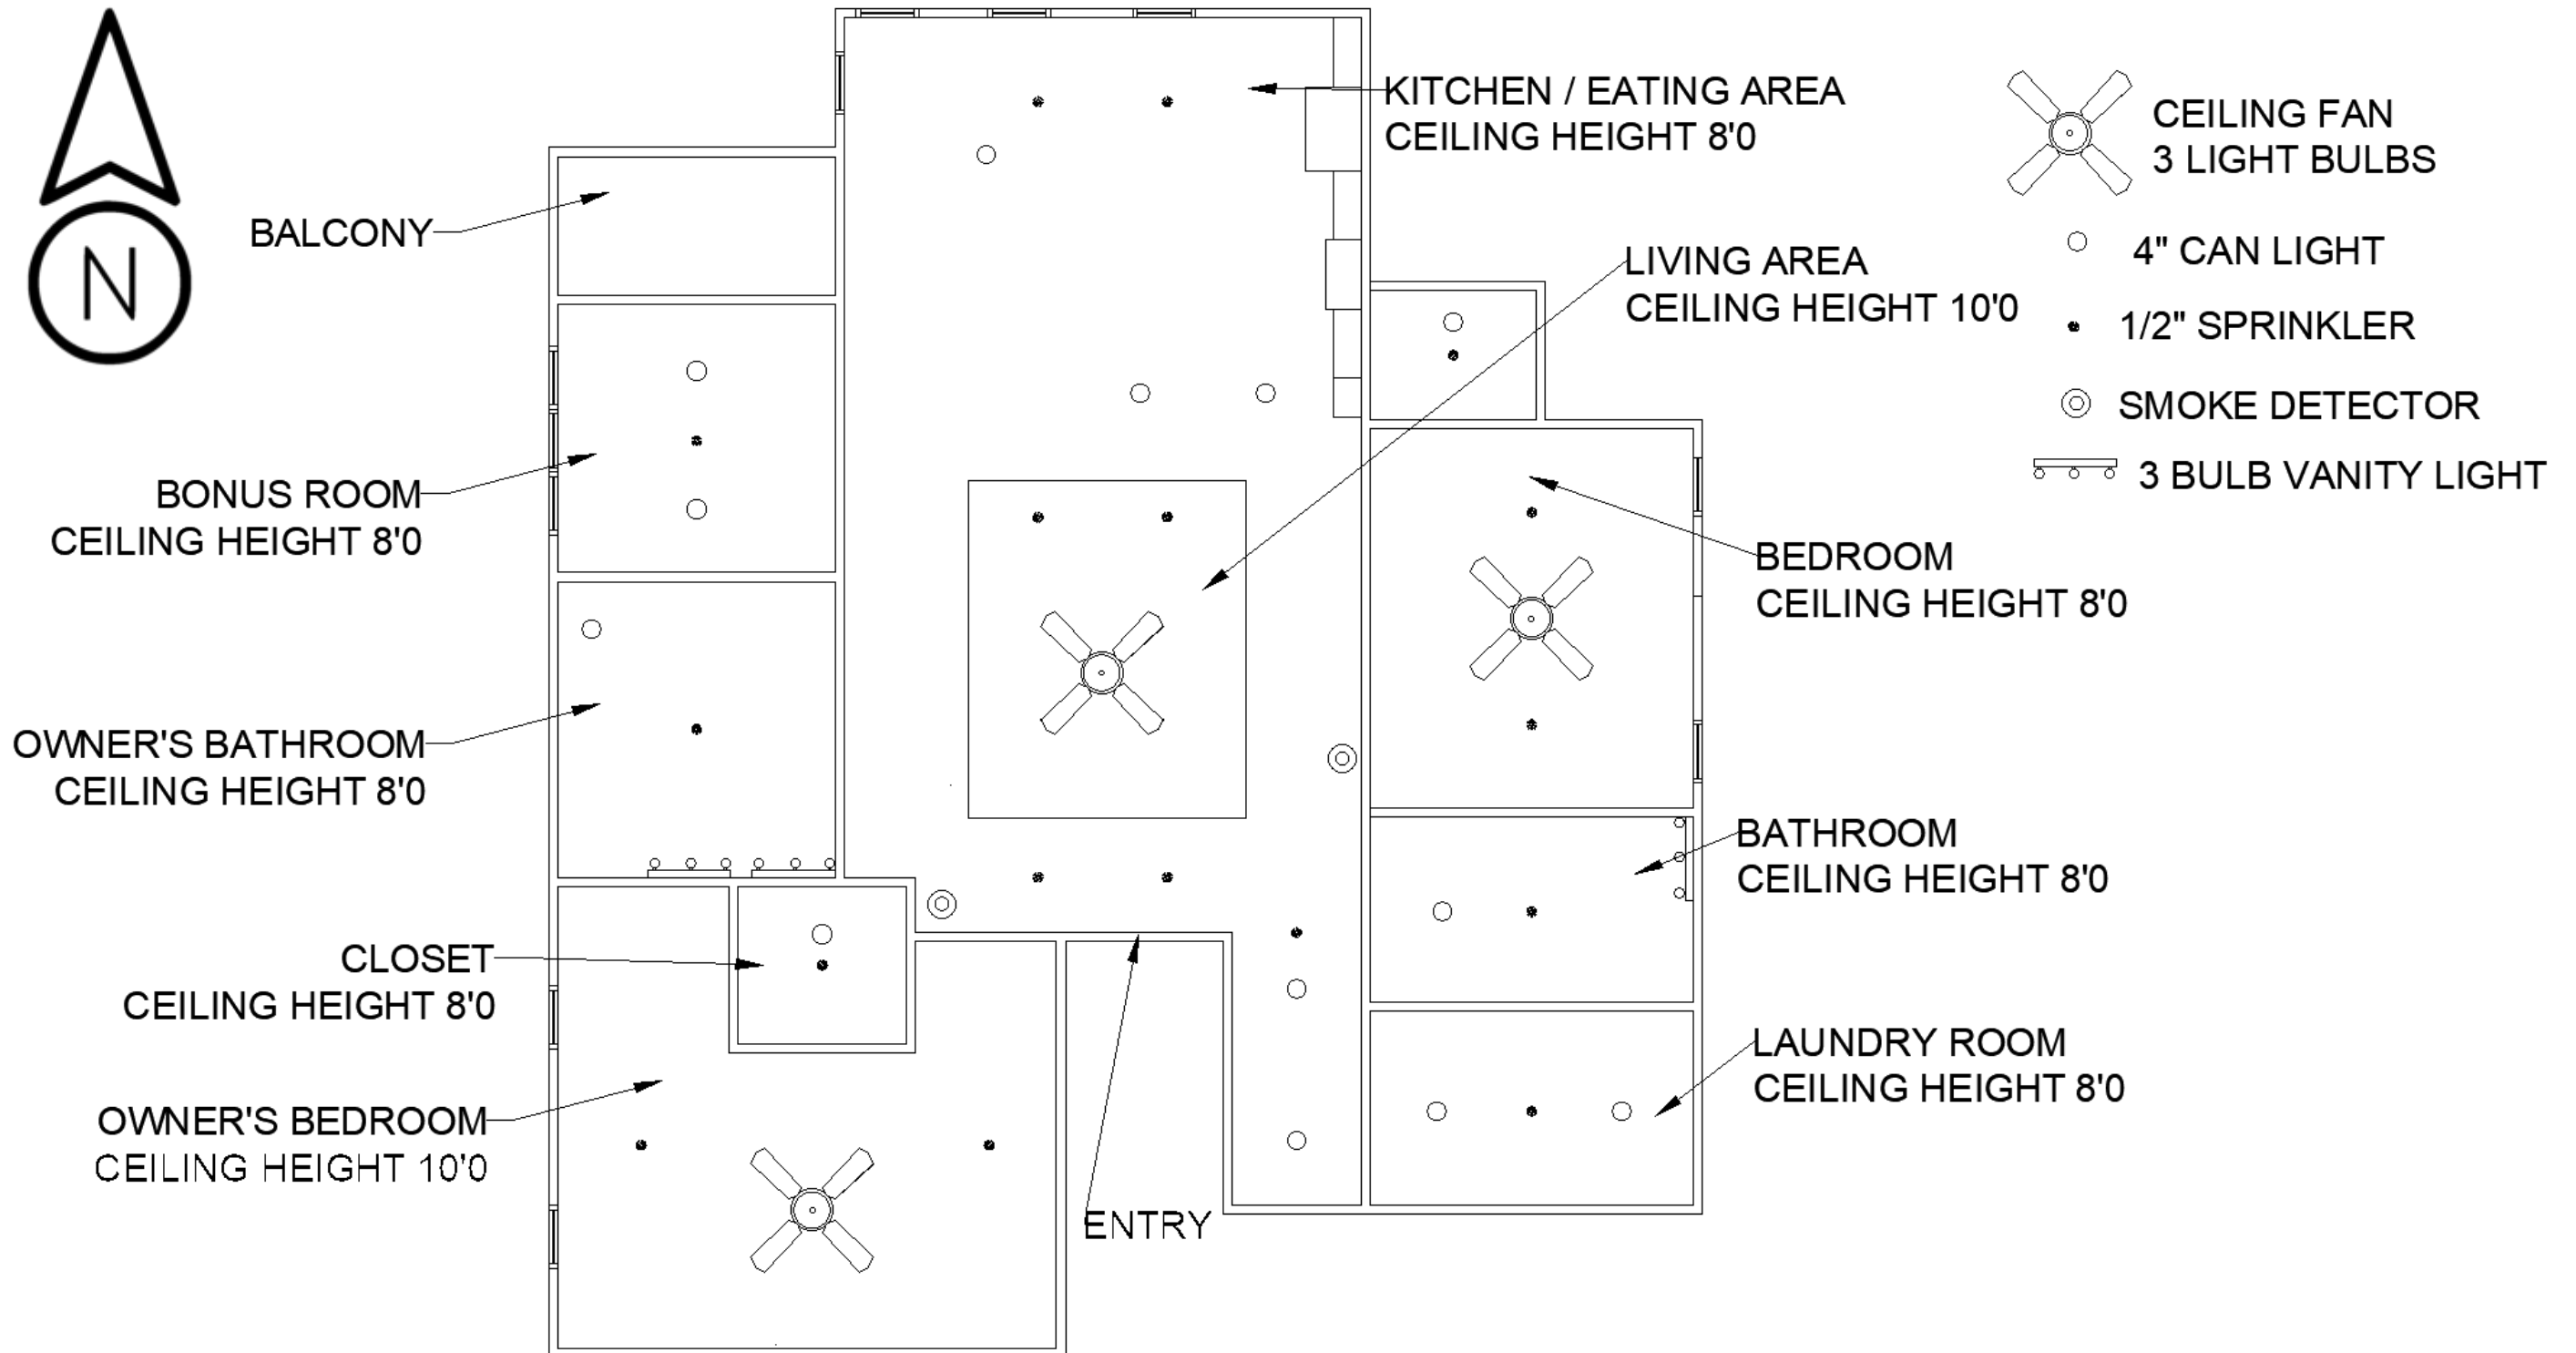 N
KITCHEN / EATING AREA
CEILING HEIGHT 8'0
CEILING FAN
3 LIGHT BULBS
BALCONY
4" CAN LIGHT
LIVING AREA
CEILING HEIGHT 10'0
1/2" SPRINKLER
SMOKE DETECTOR
3 BULB VANITY LIGHT
BONUS ROOM
CEILING HEIGHT 8'0
BEDROOM
CEILING HEIGHT 8'0
OWNER'S BATHROOM
CEILING HEIGHT 8'0
BATHROOM
CEILING HEIGHT 8'0
CLOSET
CEILING HEIGHT 8'0
LAUNDRY ROOM
CEILING HEIGHT 8'0
OWNER'S BEDROOM
CEILING HEIGHT 10'0
ENTRY